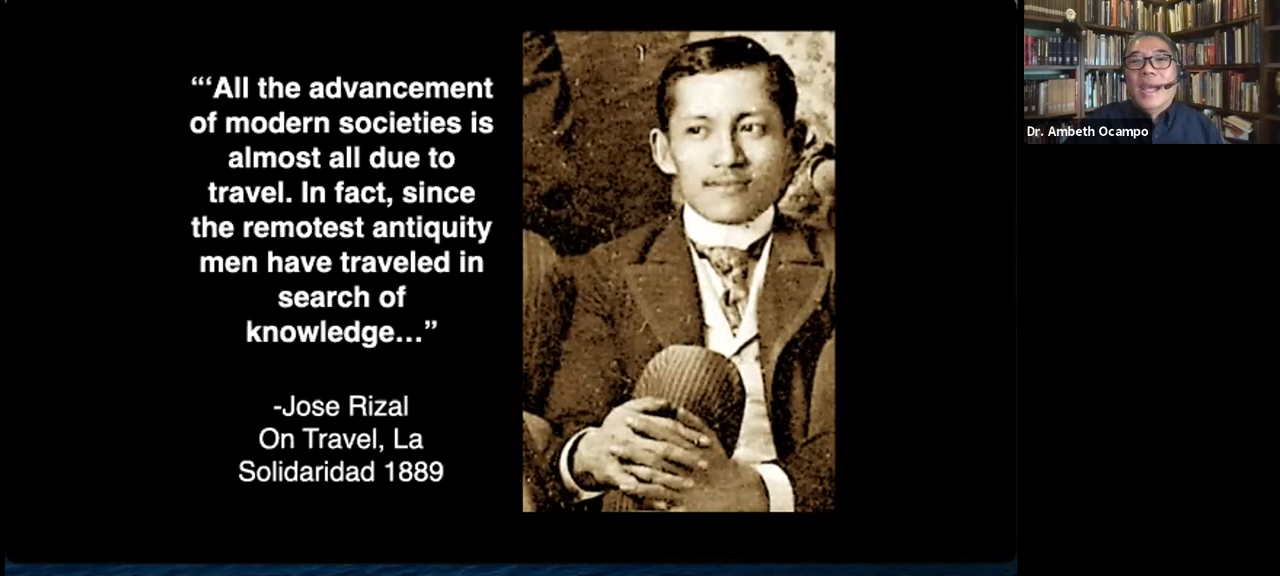 “‘All the advancement
of modern societies is
almost all due to
travel. In fact, since
the remotest antiquity
men have traveled in
search of
knowledge…”
-Jose Rizal
On Travel, La
Solidaridad 1889
Dr. Ambeth Ocampo